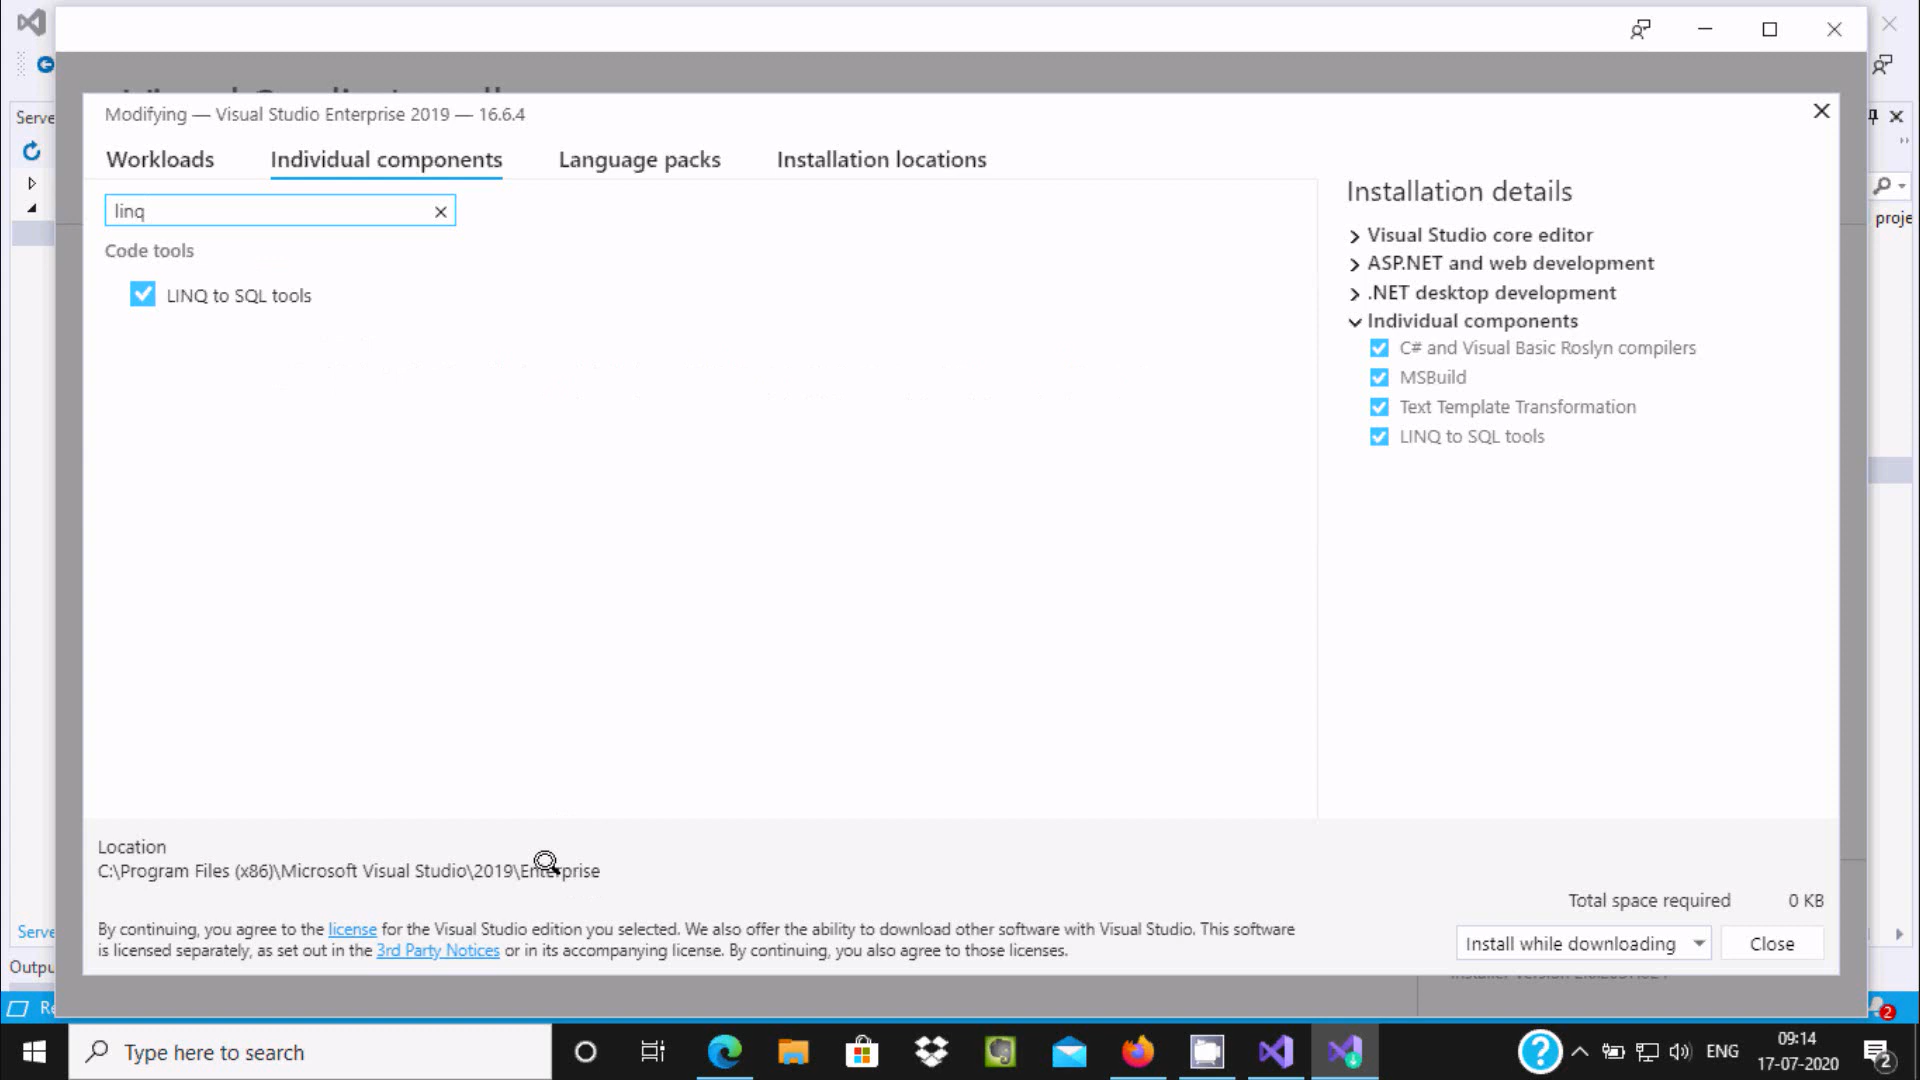 Modifying — Visual Studio Enterprise 2019 — 16.6.4
Workloads
Individual components
Language packs
Installation locations
linq
Code tools
LINQ to SQL tools
Installation details
Visual Studio core editor
ASP.NET and web development
.NET desktop development
Individual components
C# and Visual Basic Roslyn compilers
MSBuild
Text Template Transformation
LINQ to SQL tools
Serve
proje
Location
C:\Program Files (x86)\Microsoft Visual Studio\2019\Enterprise
Total space required 0 KB
By continuing, you agree to the license for the Visual Studio edition you selected. We also offer the ability to download other software with Visual Studio. This software
is licensed separately, as set out in the 3rd Party Notices or in its accompanying license. By continuing, you also agree to those licenses.
Install while downloading
Close
Serve
Outpu
Re
2
Type here to search
ENG
09:14
17-07-2020
2